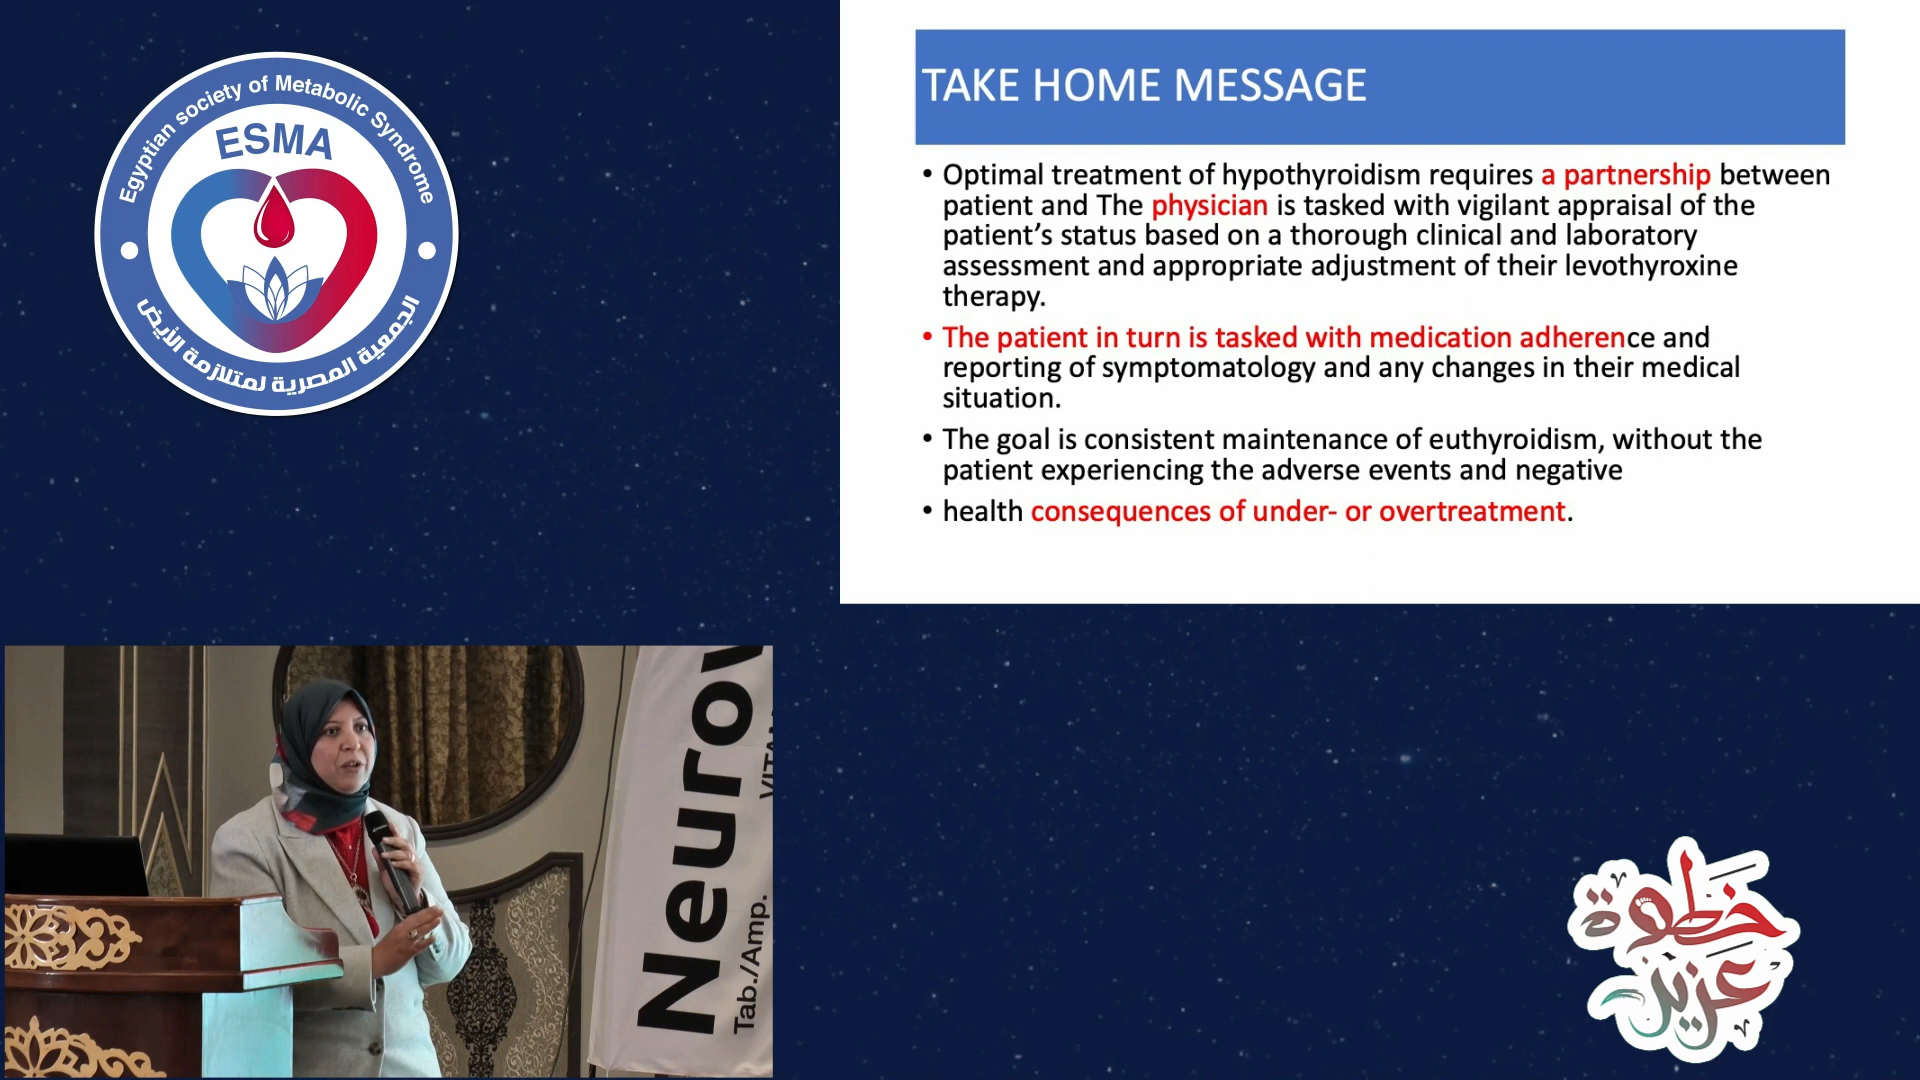 Egyptian society of Metabolic Syndrome
ESMA
الجمعية المصرية لمتلازمة الأيض
TAKE HOME MESSAGE
• Optimal treatment of hypothyroidism requires a partnership between
patient and The physician is tasked with vigilant appraisal of the
patient’s status based on a thorough clinical and laboratory
assessment and appropriate adjustment of their levothyroxine
therapy.
• The patient in turn is tasked with medication adherence and
reporting of symptomatology and any changes in their medical
situation.
• The goal is consistent maintenance of euthyroidism, without the
patient experiencing the adverse events and negative
• health consequences of under- or overtreatment.
Neurov
Tab./Amp.
خطوة
عزيز